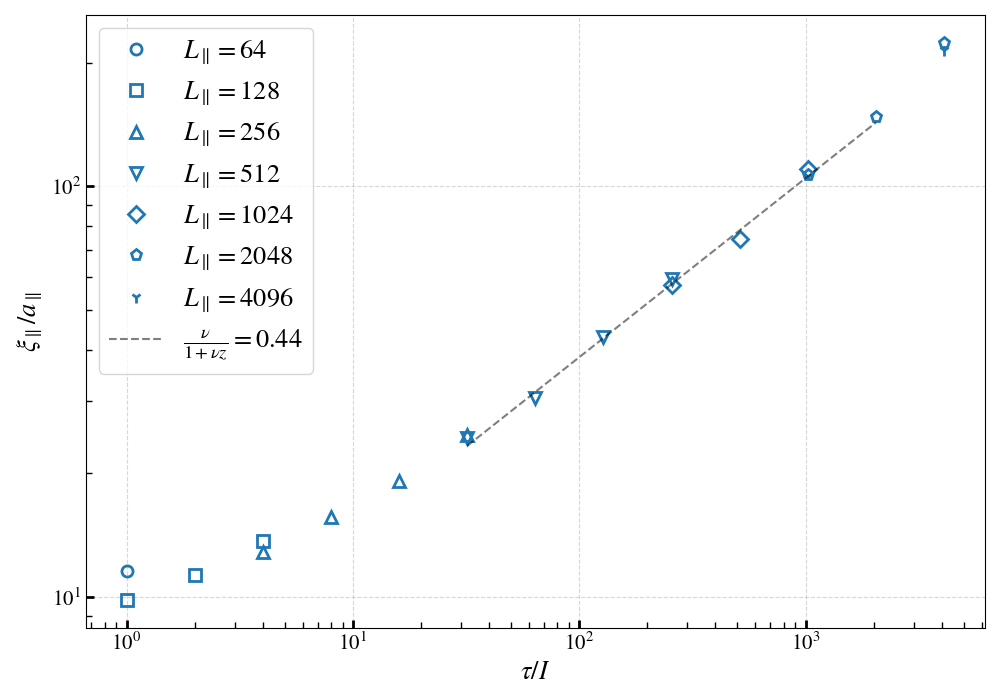 L∥ = 64
L∥ = 128
L∥ = 256
L∥ = 512
L∥ = 1024
L∥ = 2048
L∥ = 4096
ν/(1+νz) = 0.44
ξ∥/a∥
10²
10¹
10⁰ 10¹ 10² 10³
τ/I